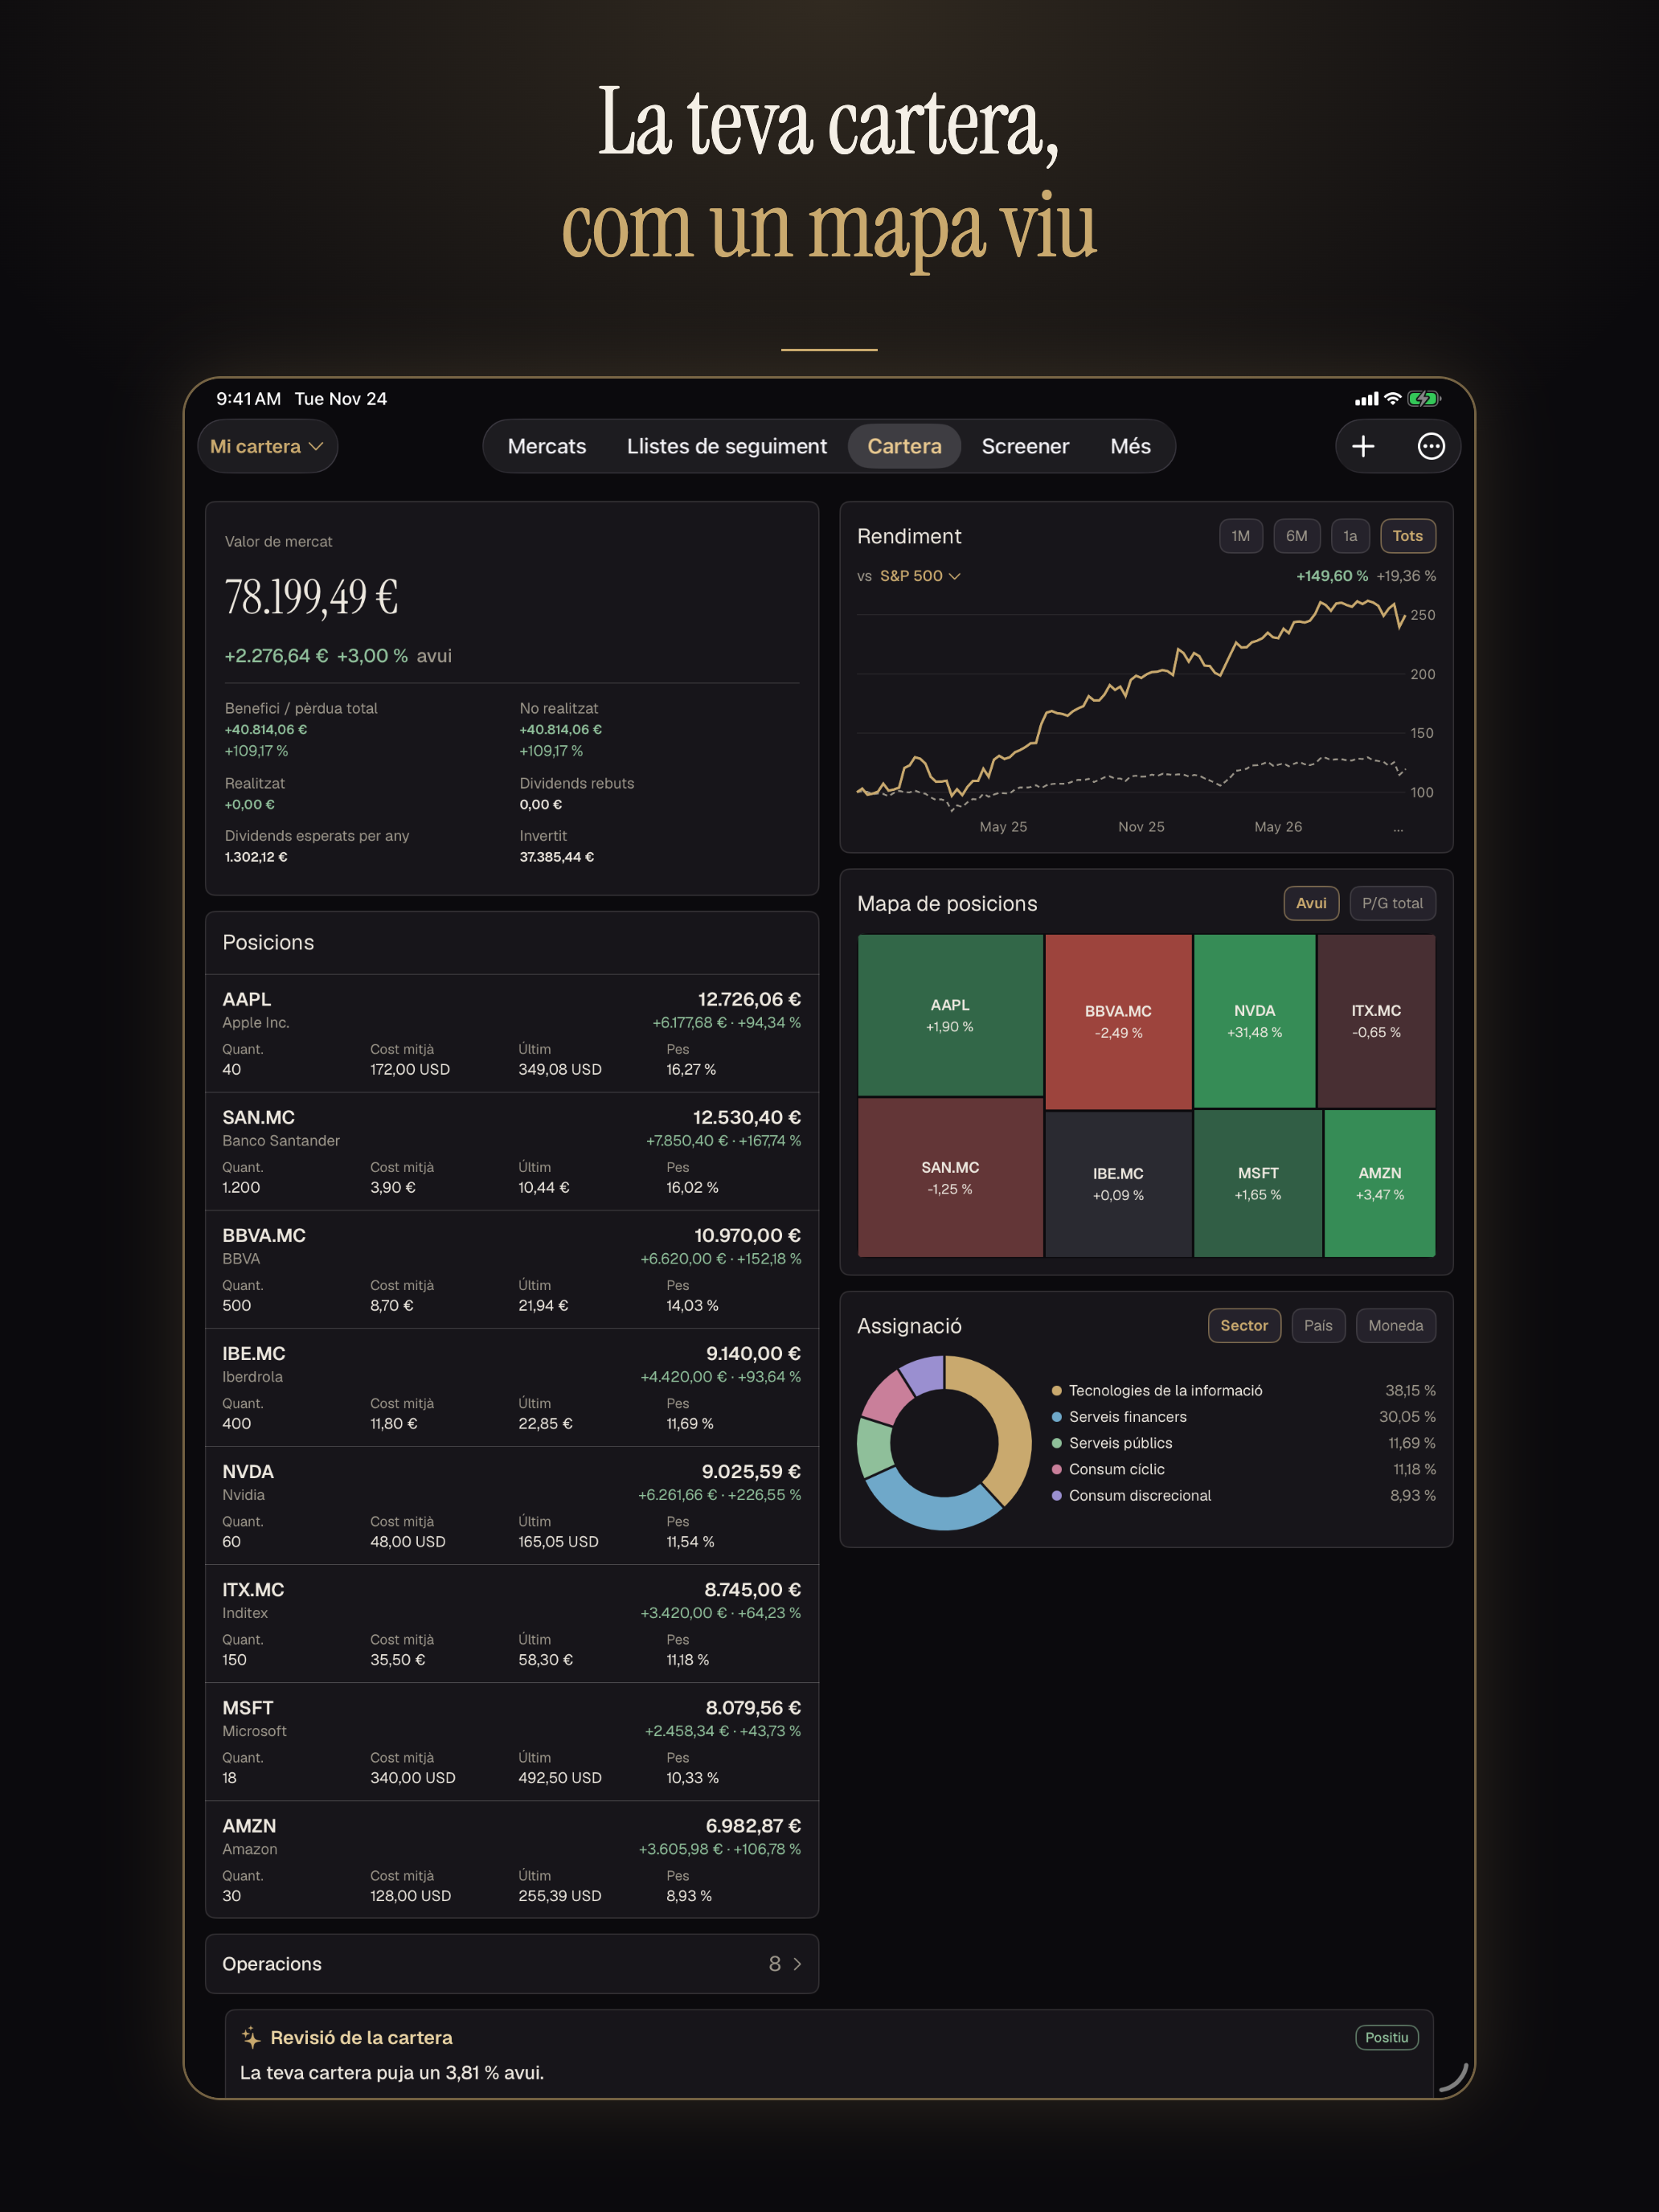 La teva cartera,
com un mapa viu
9:41 AM Tue Nov 24
Mi cartera
Mercats Llistes de seguiment Cartera Screener Més
Valor de mercat
78.199,49 €
+2.276,64 € +3,00 % avui
Benefici / pèrdua total No realitzat
+40.814,06 € +40.814,06 €
+109,17 % +109,17 %
Realitzat Dividends rebuts
+0,00 € 0,00 €
Dividends esperats per any Invertit
1.302,12 € 37.385,44 €
Posicions
AAPL 12.726,06 €
Apple Inc. +6.177,68 € · +94,34 %
Quant. Cost mitjà Últim Pes
40 172,00 USD 349,08 USD 16,27 %
SAN.MC 12.530,40 €
Banco Santander +7.850,40 € · +167,74 %
Quant. Cost mitjà Últim Pes
1.200 3,90 € 10,44 € 16,02 %
BBVA.MC 10.970,00 €
BBVA +6.620,00 € · +152,18 %
Quant. Cost mitjà Últim Pes
500 8,70 € 21,94 € 14,03 %
IBE.MC 9.140,00 €
Iberdrola +4.420,00 € · +93,64 %
Quant. Cost mitjà Últim Pes
400 11,80 € 22,85 € 11,69 %
NVDA 9.025,59 €
Nvidia +6.261,66 € · +226,55 %
Quant. Cost mitjà Últim Pes
60 48,00 USD 165,05 USD 11,54 %
ITX.MC 8.745,00 €
Inditex +3.420,00 € · +64,23 %
Quant. Cost mitjà Últim Pes
150 35,50 € 58,30 € 11,18 %
MSFT 8.079,56 €
Microsoft +2.458,34 € · +43,73 %
Quant. Cost mitjà Últim Pes
18 340,00 USD 492,50 USD 10,33 %
AMZN 6.982,87 €
Amazon +3.605,98 € · +106,78 %
Quant. Cost mitjà Últim Pes
30 128,00 USD 255,39 USD 8,93 %
Operacions 8
Rendiment 1M 6M 1a Tots
vs S&P 500 +149,60 % +19,36 %
250
200
150
100
May 25 Nov 25 May 26 ...
Mapa de posicions Avui P/G total
AAPL
+1,90 %
BBVA.MC
-2,49 %
NVDA
+31,48 %
ITX.MC
-0,65 %
SAN.MC
-1,25 %
IBE.MC
+0,09 %
MSFT
+1,65 %
AMZN
+3,47 %
Assignació Sector País Moneda
Tecnologies de la informació 38,15 %
Serveis financers 30,05 %
Serveis públics 11,69 %
Consum cíclic 11,18 %
Consum discrecional 8,93 %
Revisió de la cartera Positiu
La teva cartera puja un 3,81 % avui.